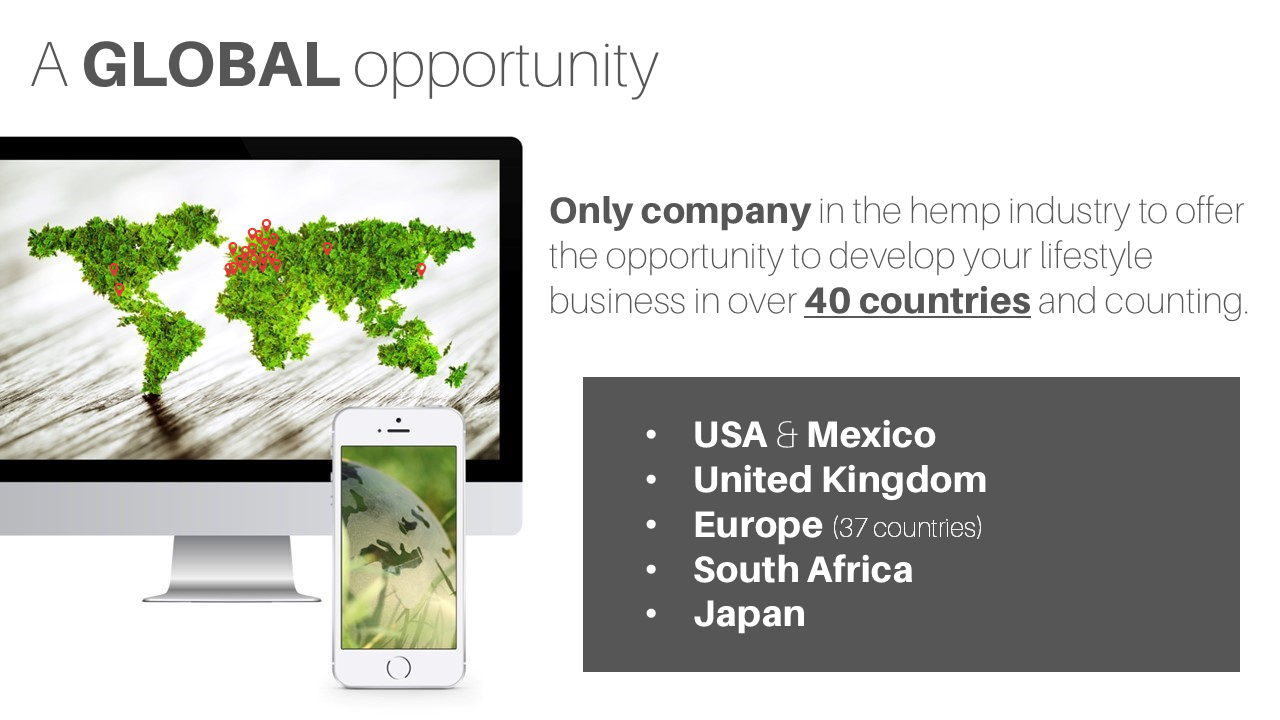 A GLOBAL opportunity
Only company in the hemp industry to offer
the opportunity to develop your lifestyle
business in over 40 countries and counting.
• USA & Mexico
• United Kingdom
• Europe (37 countries)
• South Africa
• Japan